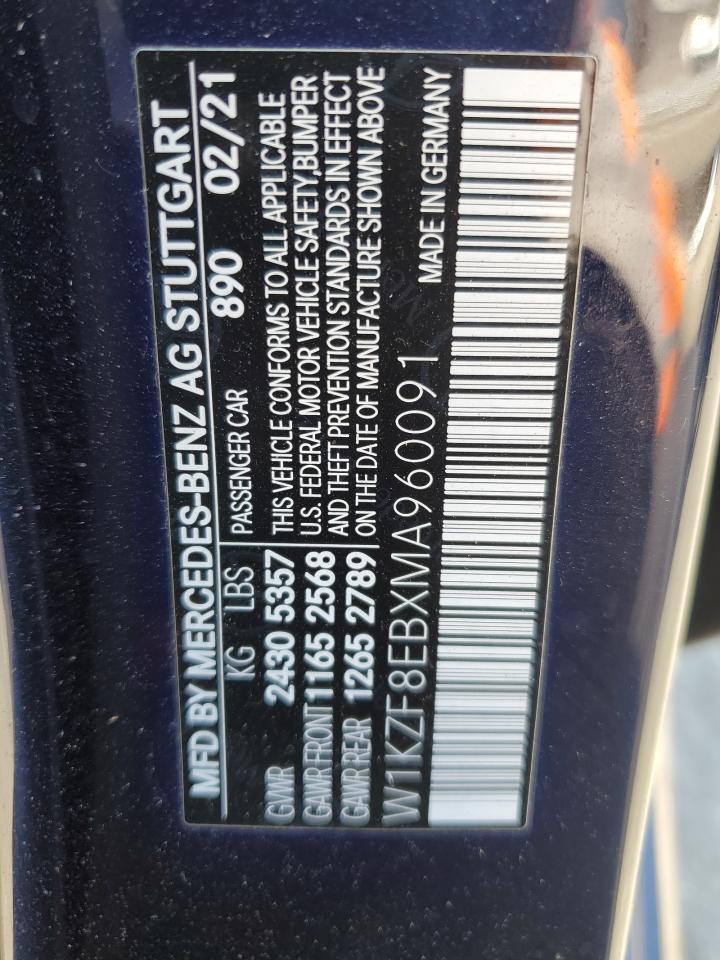 MFD BY MERCEDES-BENZ AG STUTTGART
KG LBS PASSENGER CAR 890 02/21
GWR 2430 5357 THIS VEHICLE CONFORMS TO ALL APPLICABLE
GAWR FRONT 1165 2568 U.S. FEDERAL MOTOR VEHICLE SAFETY,BUMPER
GAWR REAR 1265 2789 AND THEFT PREVENTION STANDARDS IN EFFECT
ON THE DATE OF MANUFACTURE SHOWN ABOVE
W1KZF8EBXMA960091 MADE IN GERMANY